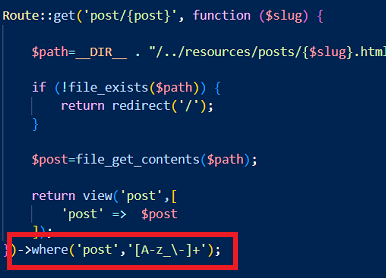 Route::get('post/{post}', function ($slug) {
$path=__DIR__ . "/../resources/posts/{$slug}.html
if (!file_exists($path)) {
return redirect('/');
}
$post=file_get_contents($path);
return view('post',[
'post' => $post
]);
})->where('post','[A-z_\-]+');